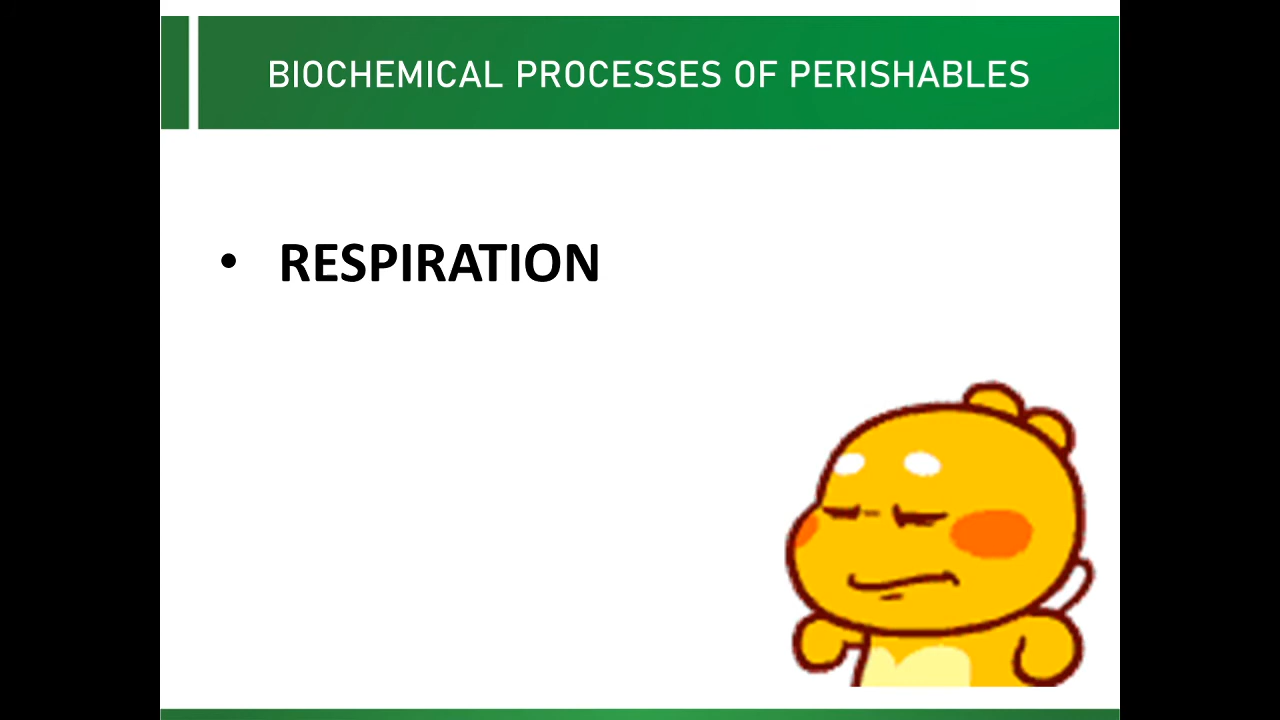 BIOCHEMICAL PROCESSES OF PERISHABLES
• RESPIRATION